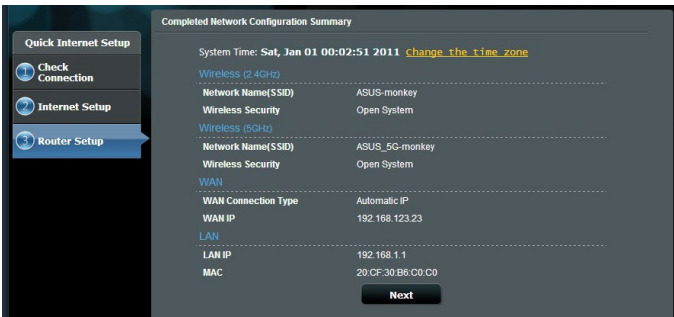 Completed Network Configuration Summary
Quick Internet Setup
1 Check Connection
2 Internet Setup
3 Router Setup
System Time: Sat, Jan 01 00:02:51 2011 Change the time zone
Wireless (2.4GHz)
Network Name(SSID) ASUS-monkey
Wireless Security Open System
Wireless (5GHz)
Network Name(SSID) ASUS_5G-monkey
Wireless Security Open System
WAN
WAN Connection Type Automatic IP
WAN IP 192.168.123.23
LAN
LAN IP 192.168.1.1
MAC 20:CF:30:B6:C0:C0
Next